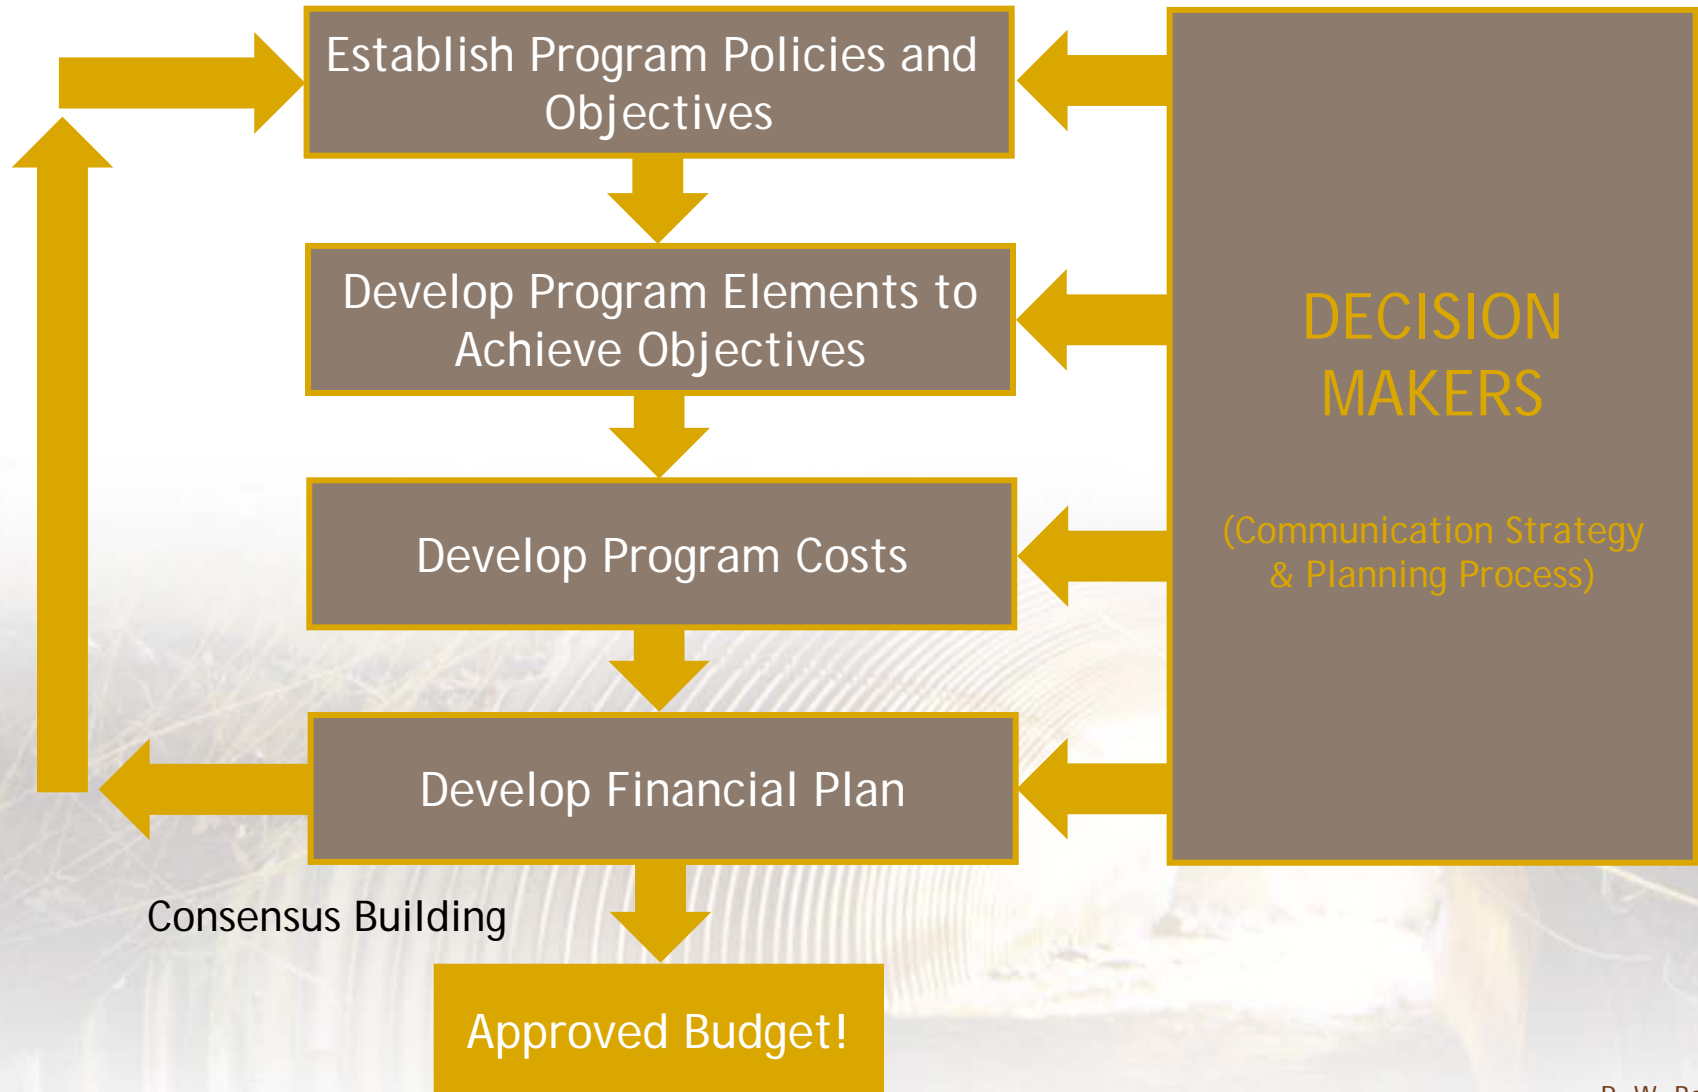 Establish Program Policies and
Objectives
Develop Program Elements to
Achieve Objectives
Develop Program Costs
Develop Financial Plan
DECISION
MAKERS
(Communication Strategy
& Planning Process)
Consensus Building
Approved Budget!